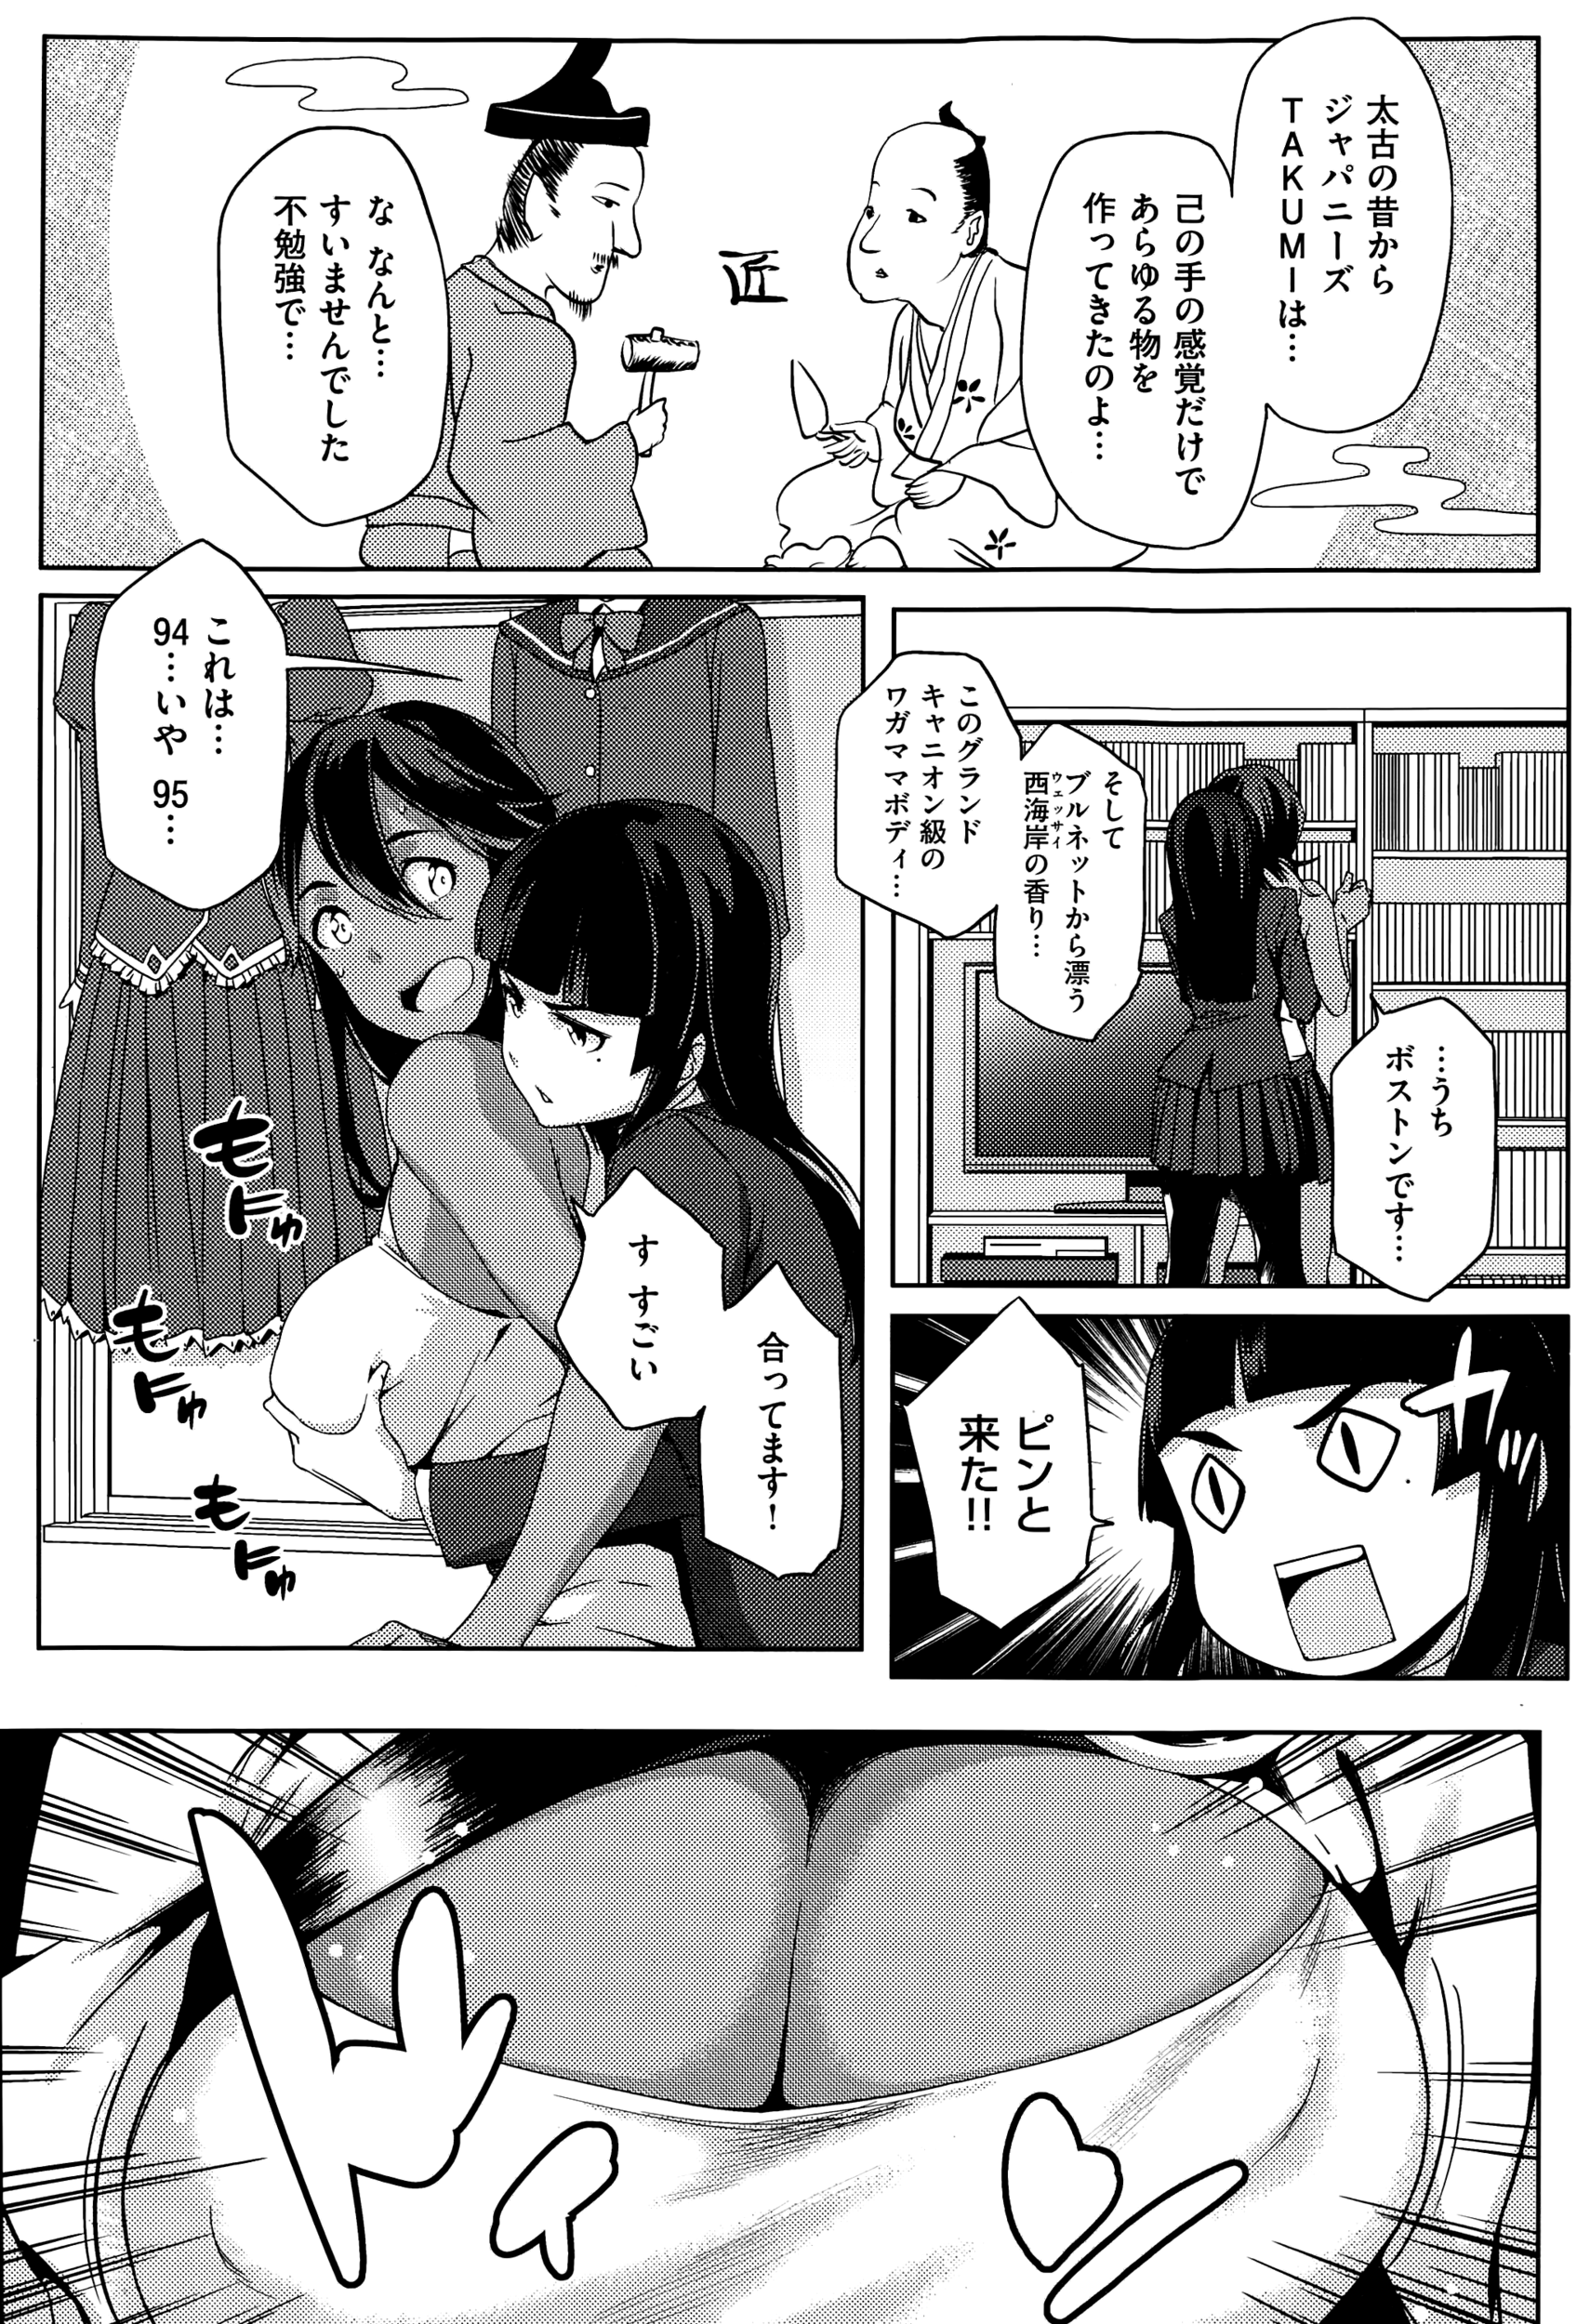 太古の昔から
ジャパニーズ
TAKUMIは…
己の手の感覚だけで
あらゆる物を
作ってきたのよ…
匠
な なんと…
すいませんでした
不勉強で…
そして
ブルネットから漂う
西海岸の香り…
ウェッサイ
このグランド
キャニオン級の
ワガママボディ…
…うち
ボストンです…
カッ
ピンと
来た!!
これは…
94…いや 95…
す すごい
合ってます!
もにゅ
もにゅ
もにゅ